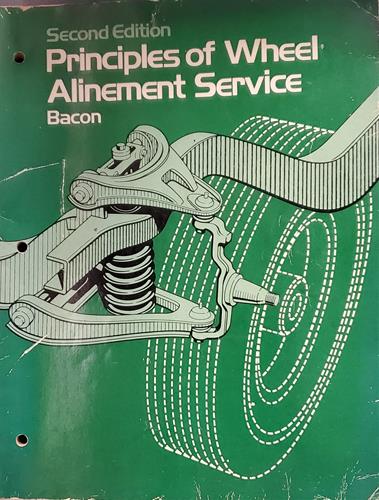 Second Edition
Principles of Wheel
Alinement Service
Bacon